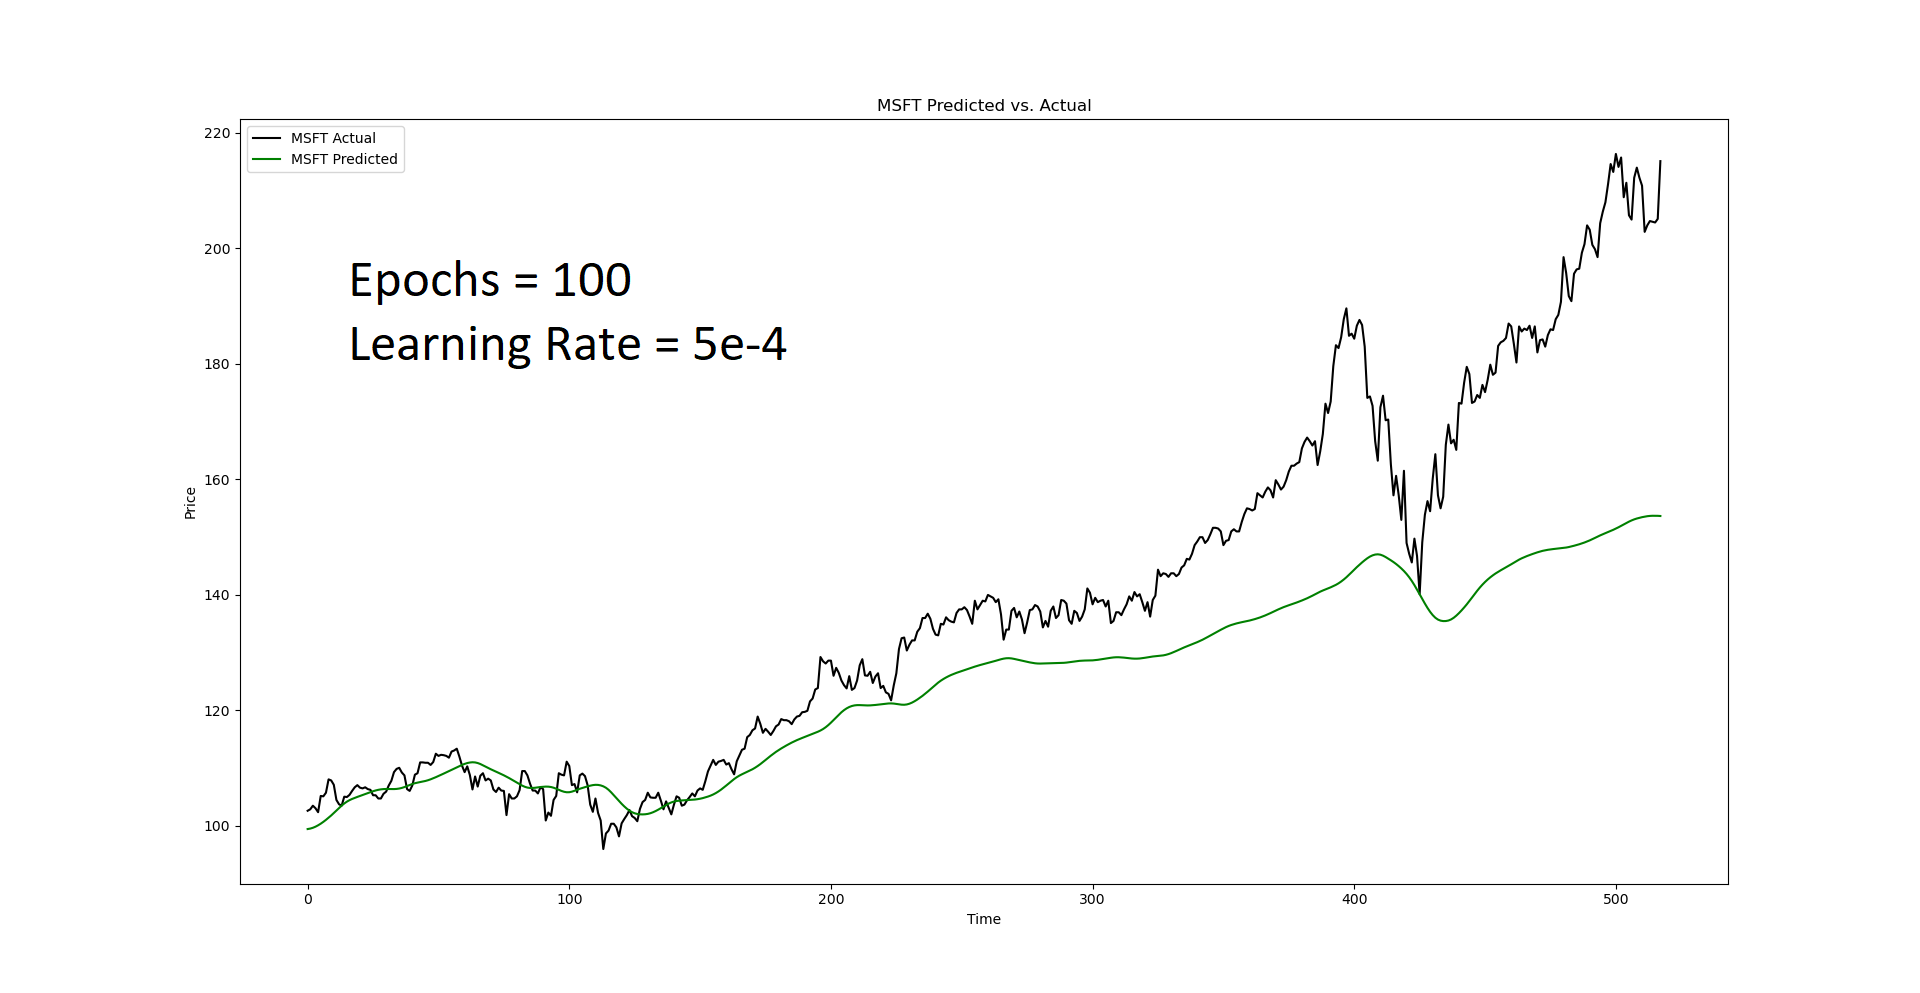 MSFT Predicted vs. Actual
MSFT Actual
MSFT Predicted
Epochs = 100
Learning Rate = 5e-4
Price
220
200
180
160
140
120
100
0
100
200
300
400
500
Time